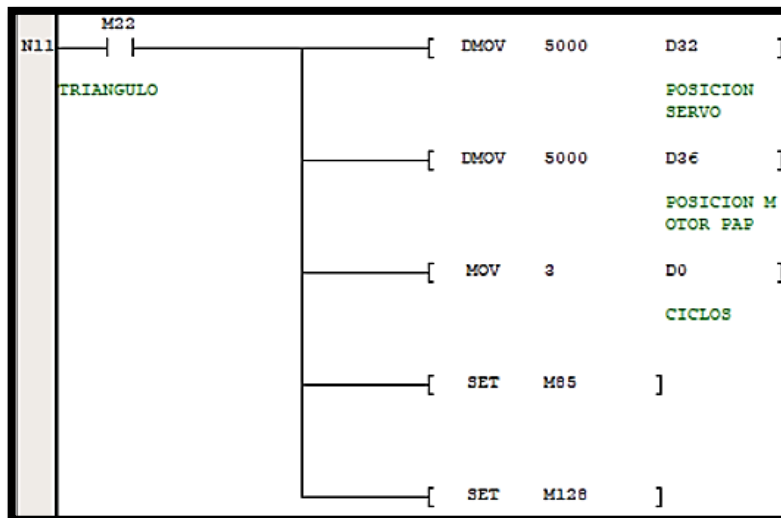 M22
N11 [ DMOV 5000 D32 ]
TRIANGULO POSICION
SERVO
[ DMOV 5000 D36 ]
POSICION M
OTOR PAP
[ MOV 3 D0 ]
CICLOS
[ SET M85 ]
[ SET M128 ]